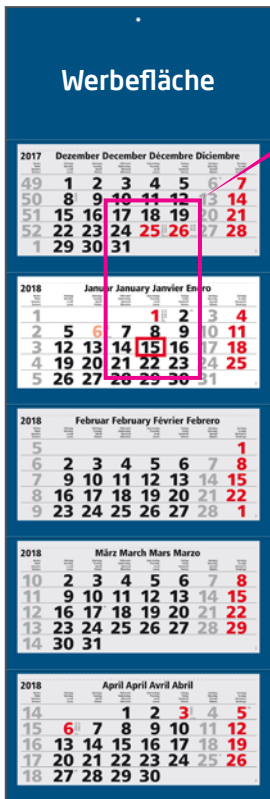 Werbefläche
2017 Dezember December Décembre Diciembre
49 1 2 3 4 5 6 7
50 8 9 10 11 12 13 14
51 15 16 17 18 19 20 21
52 22 23 24 25 26 27 28
1 29 30 31
2018 Januar January Janvier Enero
1 1 2 3 4
2 5 6 7 8 9 10 11
3 12 13 14 15 16 17 18
4 19 20 21 22 23 24 25
5 26 27 28 29 30 31
2018 Februar February Février Febrero
5 1
6 2 3 4 5 6 7 8
7 9 10 11 12 13 14 15
8 16 17 18 19 20 21 22
9 23 24 25 26 27 28 1
2018 März March Mars Marzo
10 2 3 4 5 6 7 8
11 9 10 11 12 13 14 15
12 16 17 18 19 20 21 22
13 23 24 25 26 27 28 29
14 30 31
2018 April April Avril Abril
14 1 2 3 4 5
15 6 7 8 9 10 11 12
16 13 14 15 16 17 18 19
17 20 21 22 23 24 25 26
18 27 28 29 30